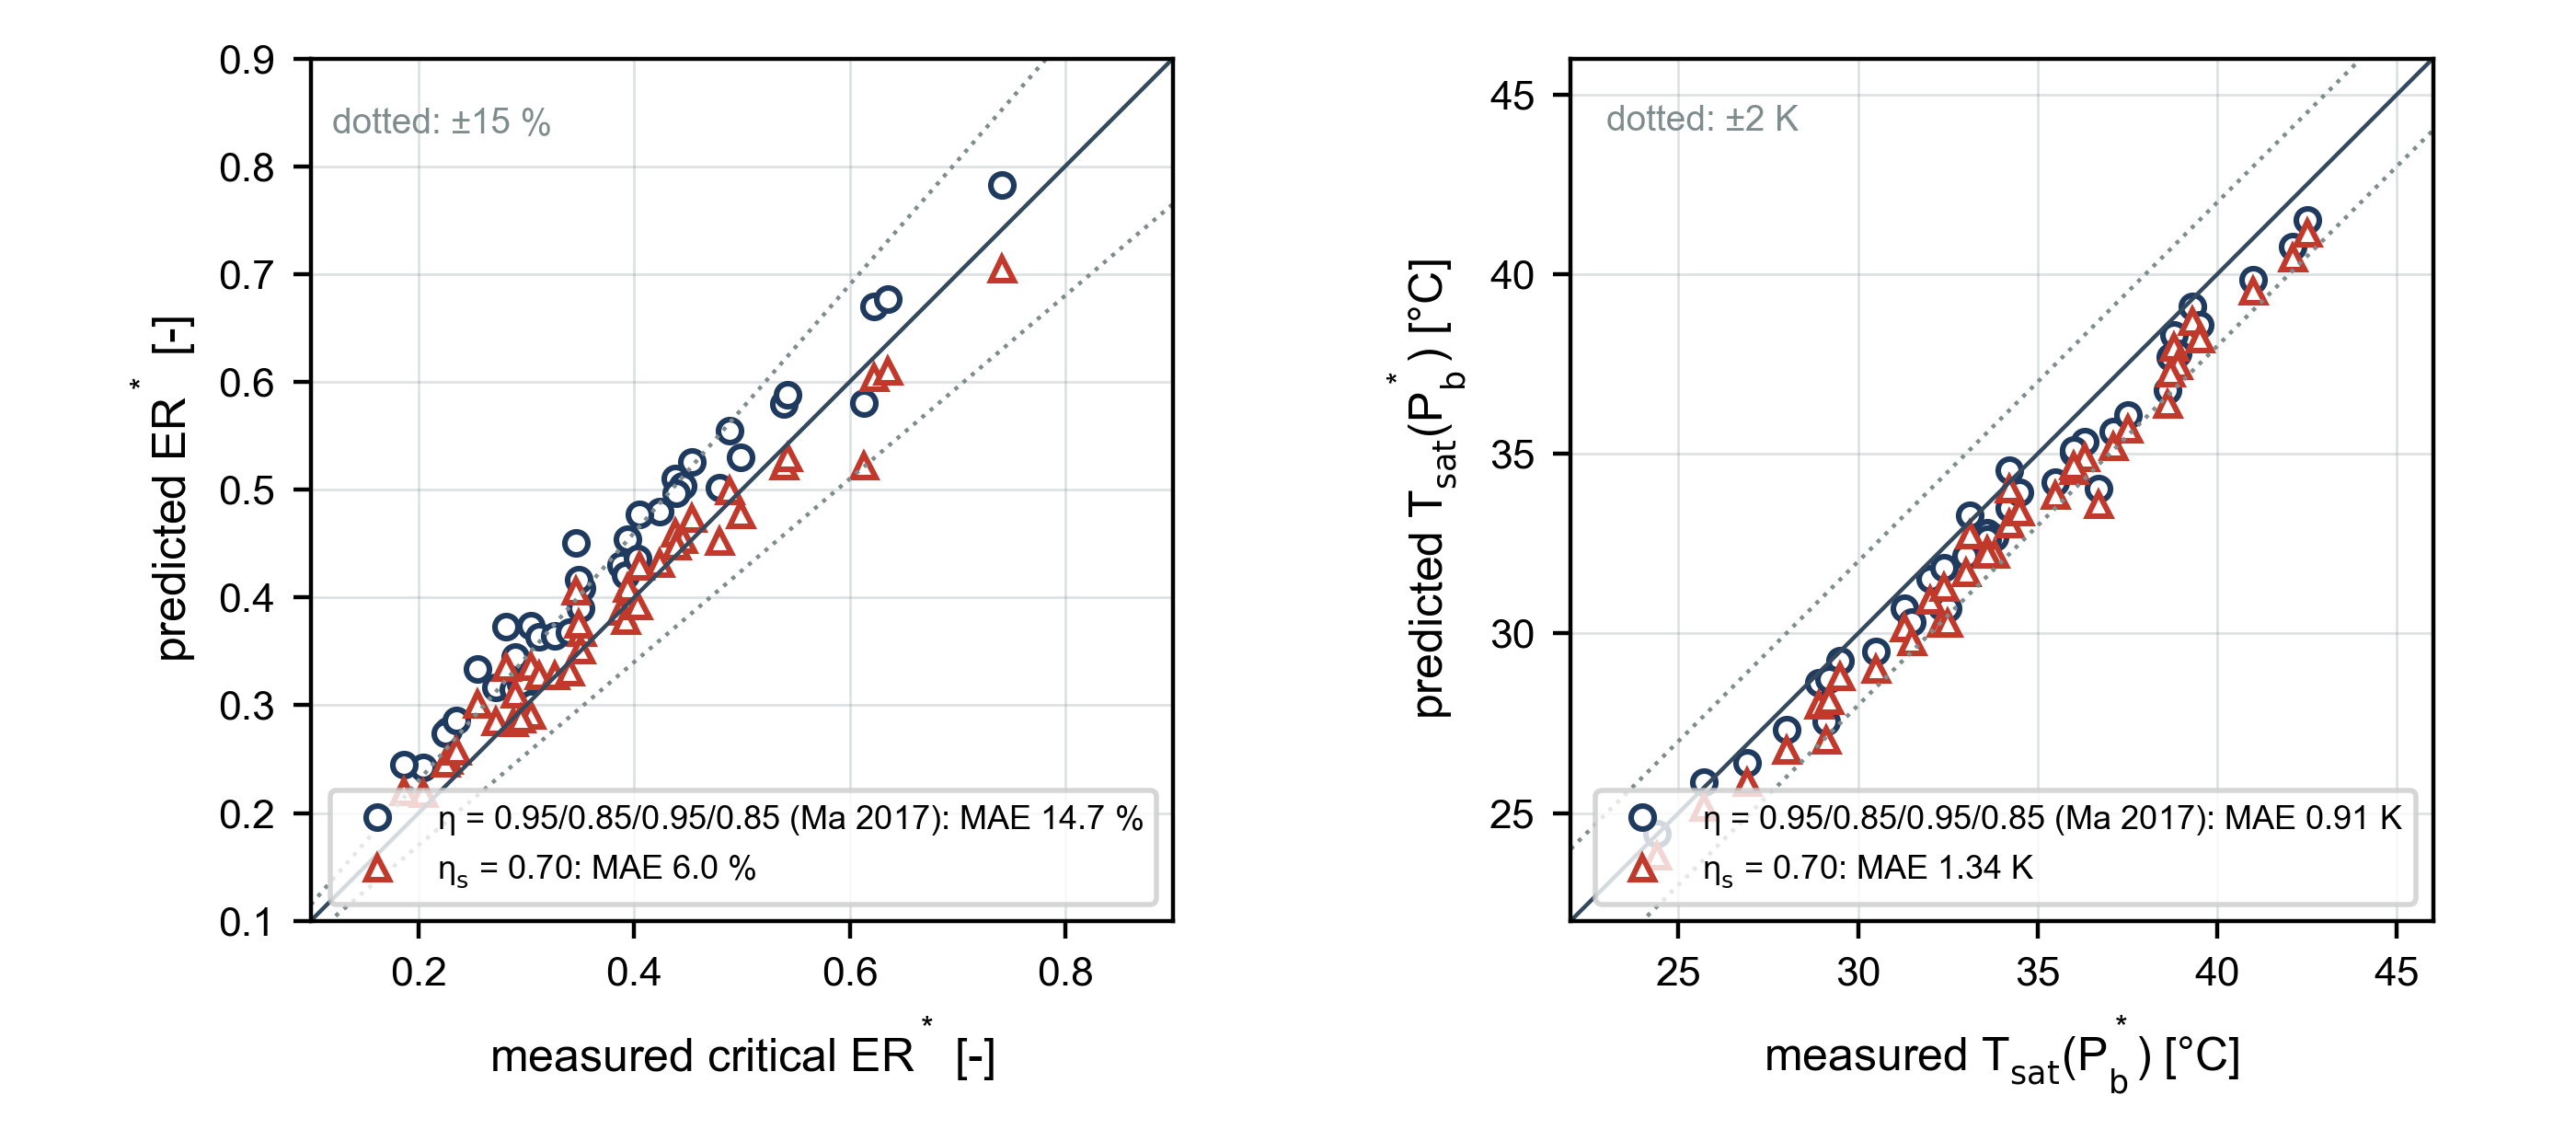 dotted: ±15 %
0.9
0.8
0.7
0.6
0.5
0.4
0.3
0.2
0.1
predicted ER* [-]
η = 0.95/0.85/0.95/0.85 (Ma 2017): MAE 14.7 %
ηs = 0.70: MAE 6.0 %
0.2 0.4 0.6 0.8
measured critical ER* [-]
dotted: ±2 K
45
40
35
30
25
predicted Tsat(Pb*) [°C]
η = 0.95/0.85/0.95/0.85 (Ma 2017): MAE 0.91 K
ηs = 0.70: MAE 1.34 K
25 30 35 40 45
measured Tsat(Pb*) [°C]